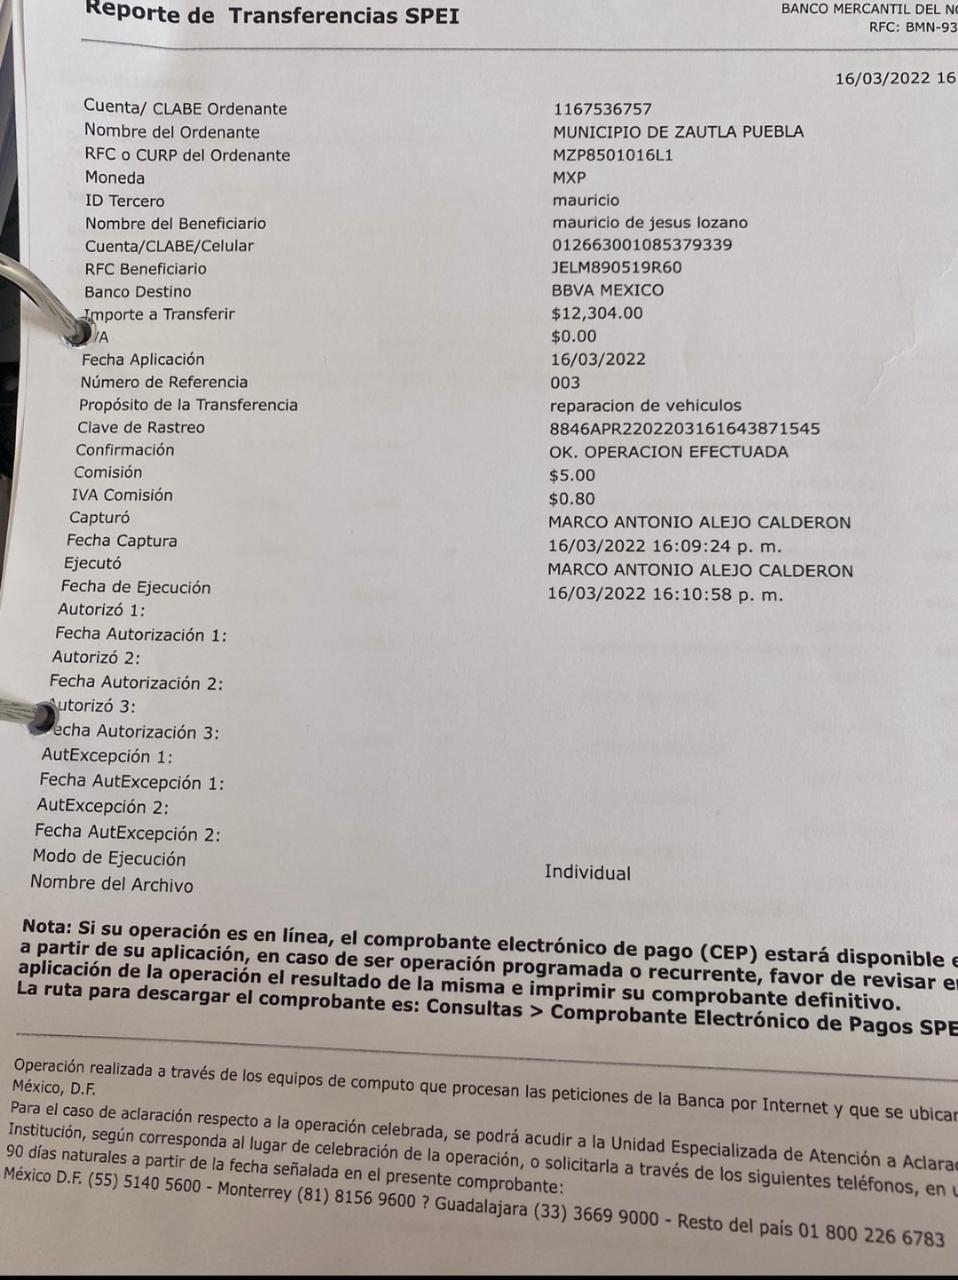 Reporte de Transferencias SPEI
BANCO MERCANTIL DEL
RFC: BMN-93
16/03/2022 16
Cuenta/ CLABE Ordenante 1167536757
Nombre del Ordenante MUNICIPIO DE ZAUTLA PUEBLA
RFC o CURP del Ordenante MZP8501016L1
Moneda MXP
ID Tercero mauricio
Nombre del Beneficiario mauricio de jesus lozano
Cuenta/CLABE/Celular 012663001085379339
RFC Beneficiario JELM890519R60
Banco Destino BBVA MEXICO
Importe a Transferir $12,304.00
/A $0.00
Fecha Aplicación 16/03/2022
Número de Referencia 003
Propósito de la Transferencia reparacion de vehiculos
Clave de Rastreo 8846APR2202203161643871545
Confirmación OK. OPERACION EFECTUADA
Comisión $5.00
IVA Comisión $0.80
Capturó MARCO ANTONIO ALEJO CALDERON
Fecha Captura 16/03/2022 16:09:24 p. m.
Ejecutó MARCO ANTONIO ALEJO CALDERON
Fecha de Ejecución 16/03/2022 16:10:58 p. m.
Autorizó 1:
Fecha Autorización 1:
Autorizó 2:
Fecha Autorización 2:
utorizó 3:
echa Autorización 3:
AutExcepción 1:
Fecha AutExcepción 1:
AutExcepción 2:
Fecha AutExcepción 2:
Modo de Ejecución Individual
Nombre del Archivo
Nota: Si su operación es en línea, el comprobante electrónico de pago (CEP) estará disponible
a partir de su aplicación, en caso de ser operación programada o recurrente, favor de revisar
aplicación de la operación el resultado de la misma e imprimir su comprobante definitivo.
La ruta para descargar el comprobante es: Consultas > Comprobante Electrónico de Pagos SPE
Operación realizada a través de los equipos de computo que procesan las peticiones de la Banca por Internet y que se ubican
México, D.F.
Para el caso de aclaración respecto a la operación celebrada, se podrá acudir a la Unidad Especializada de Atención a Aclara
Institución, según corresponda al lugar de celebración de la operación, o solicitarla a través de los siguientes teléfonos, en
90 días naturales a partir de la fecha señalada en el presente comprobante:
México D.F. (55) 5140 5600 - Monterrey (81) 8156 9600 ? Guadalajara (33) 3669 9000 - Resto del país 01 800 226 6783